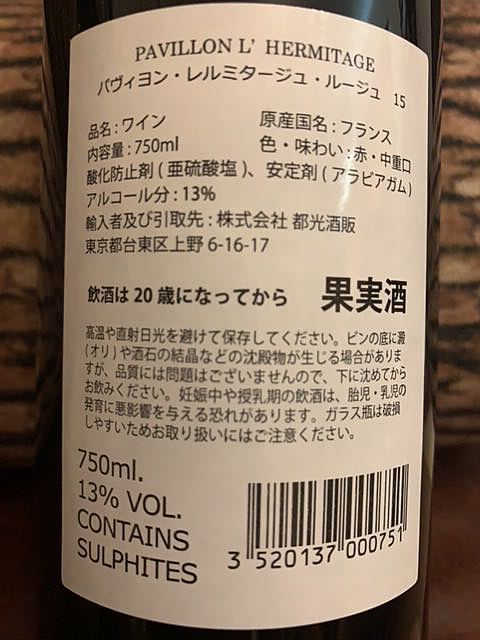 PAVILLON L' HERMITAGE
パヴィヨン・レルミタージュ・ルージュ 15
品名：ワイン 原産国名：フランス
内容量：750ml 色・味わい：赤・中重口
酸化防止剤（亜硫酸塩）、安定剤（アラビアガム）
アルコール分：13%
輸入者及び引取先：株式会社 都光酒販
東京都台東区上野 6-16-17
飲酒は 20 歳になってから 果実酒
高温や直射日光を避けて保存してください。ビンの底に澱
(オリ) や酒石の結晶などの沈殿物が生じる場合がありま
すが、品質には問題はございませんので、下に沈めてから
お飲みください。妊娠中や授乳期の飲酒は、胎児・乳児の
発育に悪影響を与える恐れがあります。ガラス瓶は破損
しやすいためお取り扱いにはご注意ください。
750ml.
13% VOL.
CONTAINS
SULPHITES
3 520137 000751